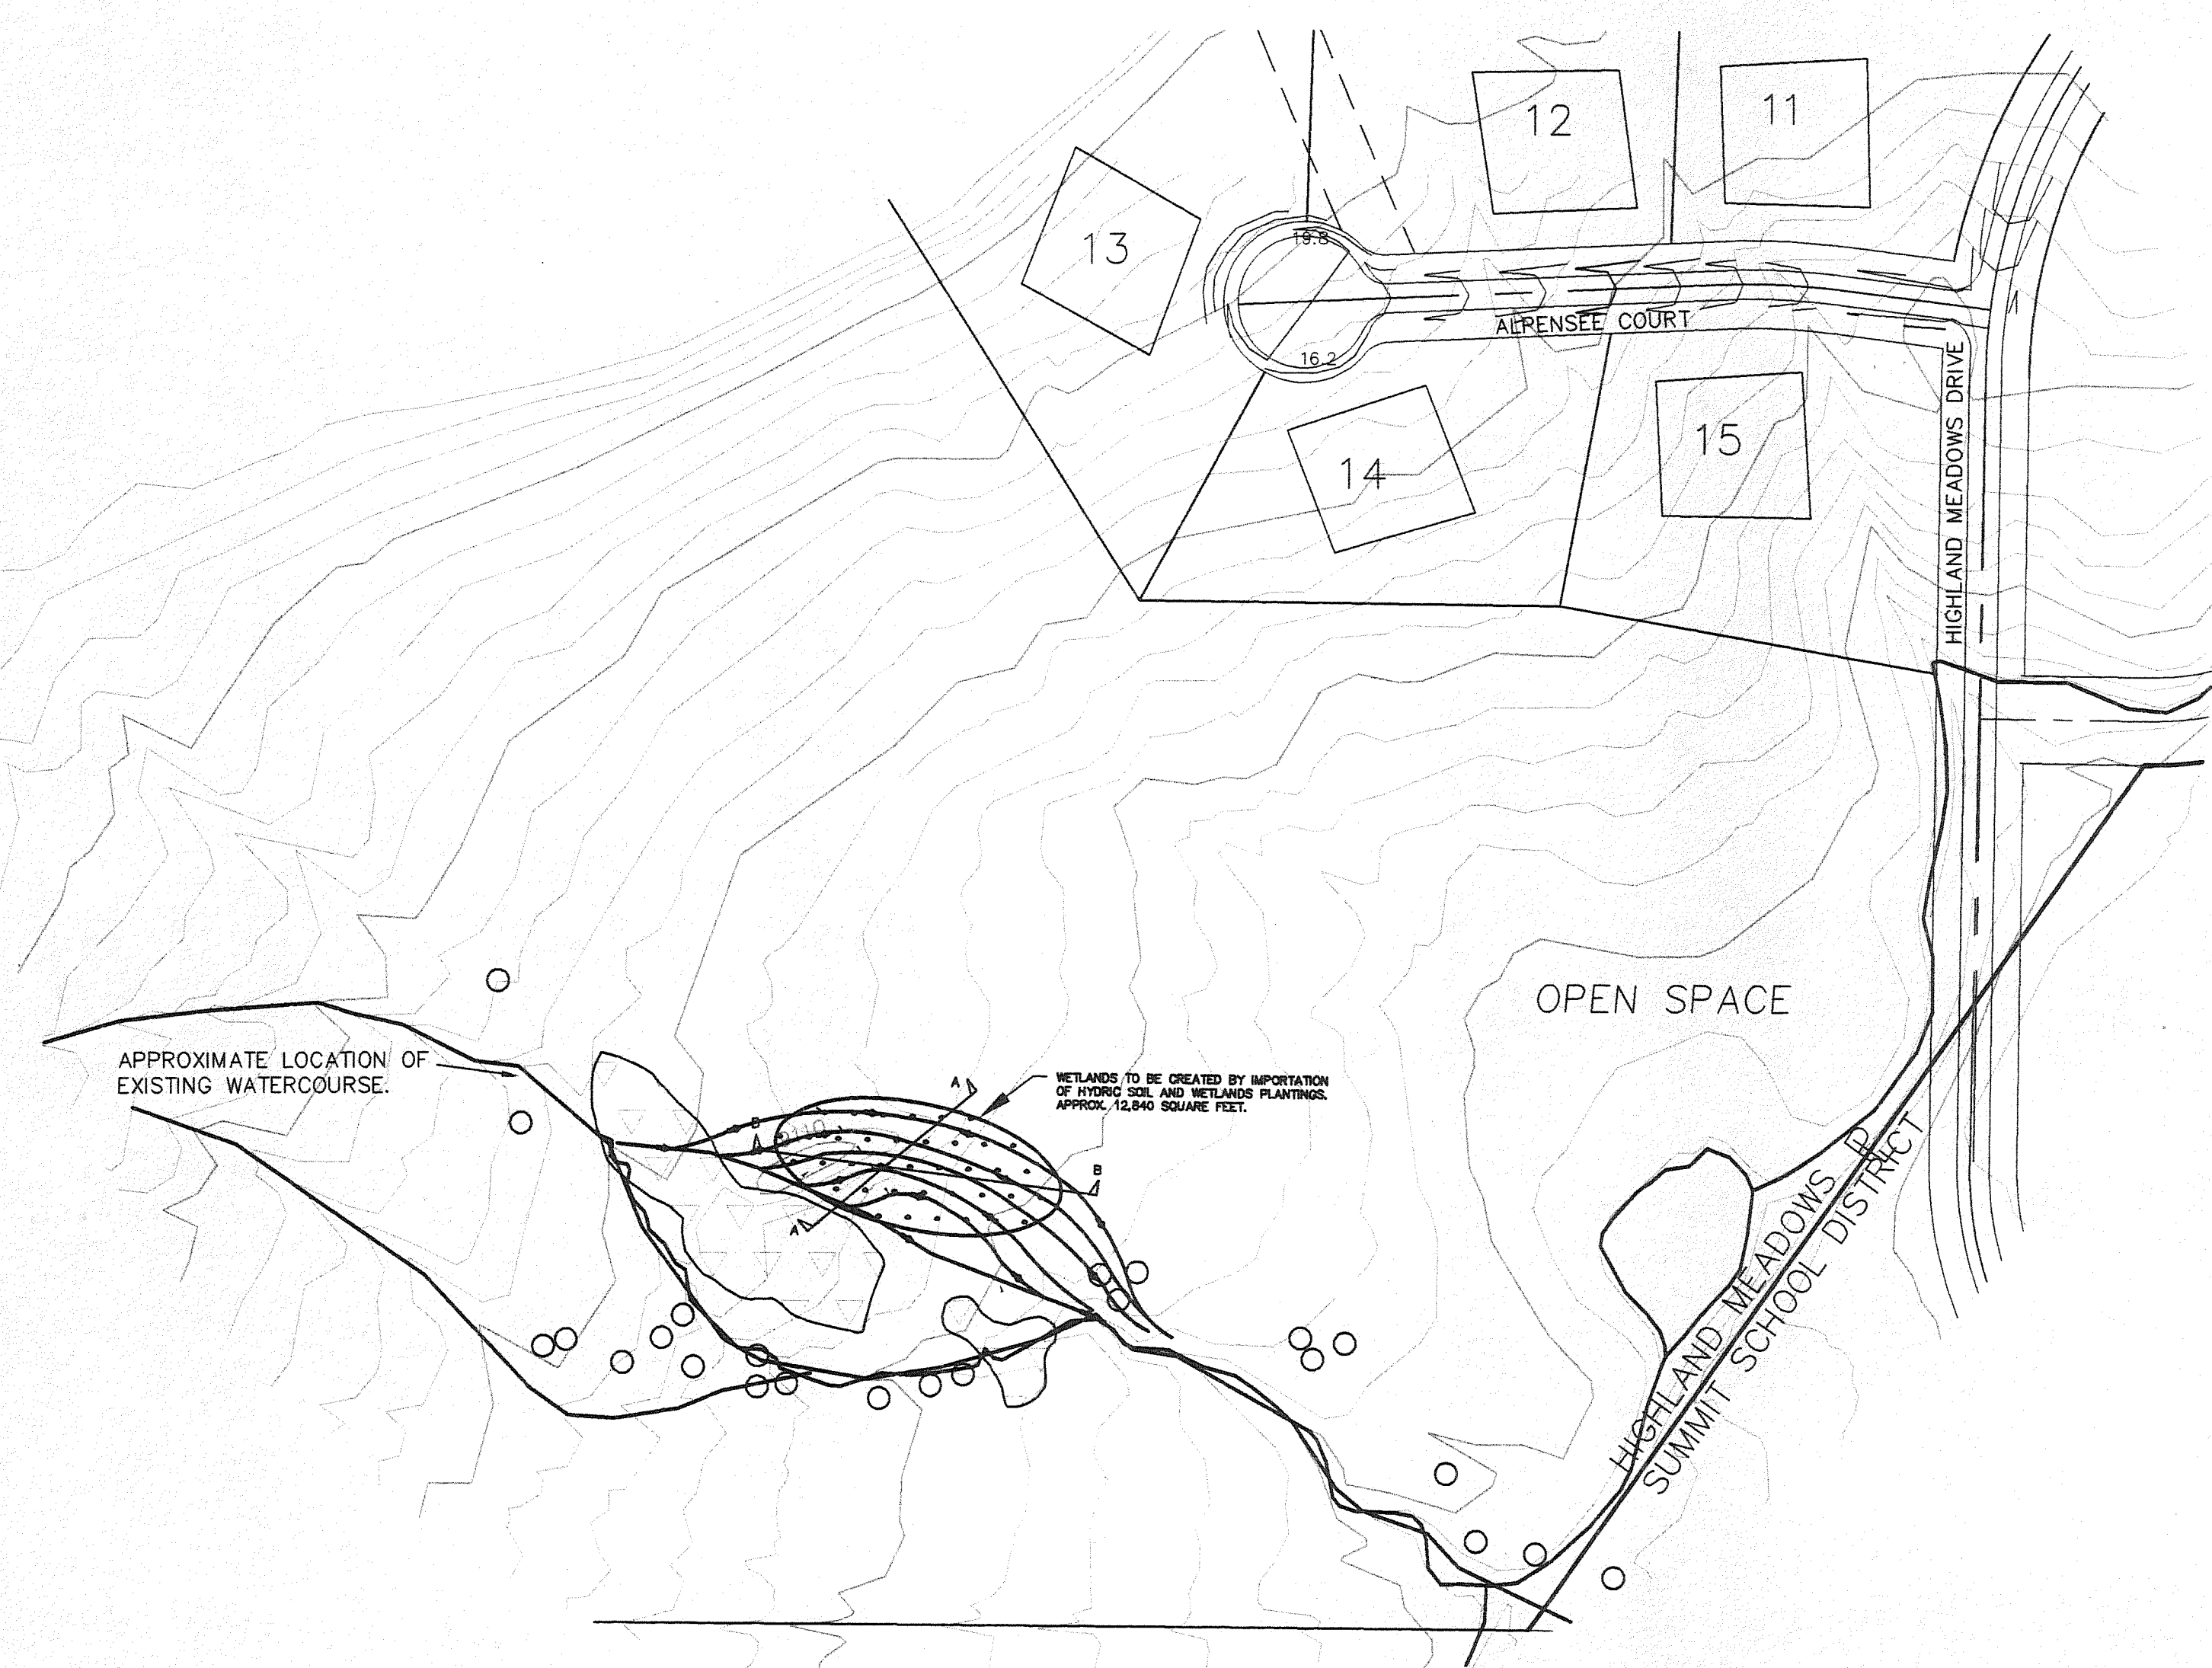 12
11
13
19.8
16.2
ALPENSEE COURT
HIGHLAND MEADOWS DRIVE
14
15
OPEN SPACE
APPROXIMATE LOCATION OF
EXISTING WATERCOURSE.
WETLANDS TO BE CREATED BY IMPORTATION
OF HYDRIC SOIL AND WETLANDS PLANTINGS.
APPROX. 12,840 SQUARE FEET.
A
B
9110
B
A
HIGHLAND MEADOWS
SUMMIT SCHOOL DISTRICT